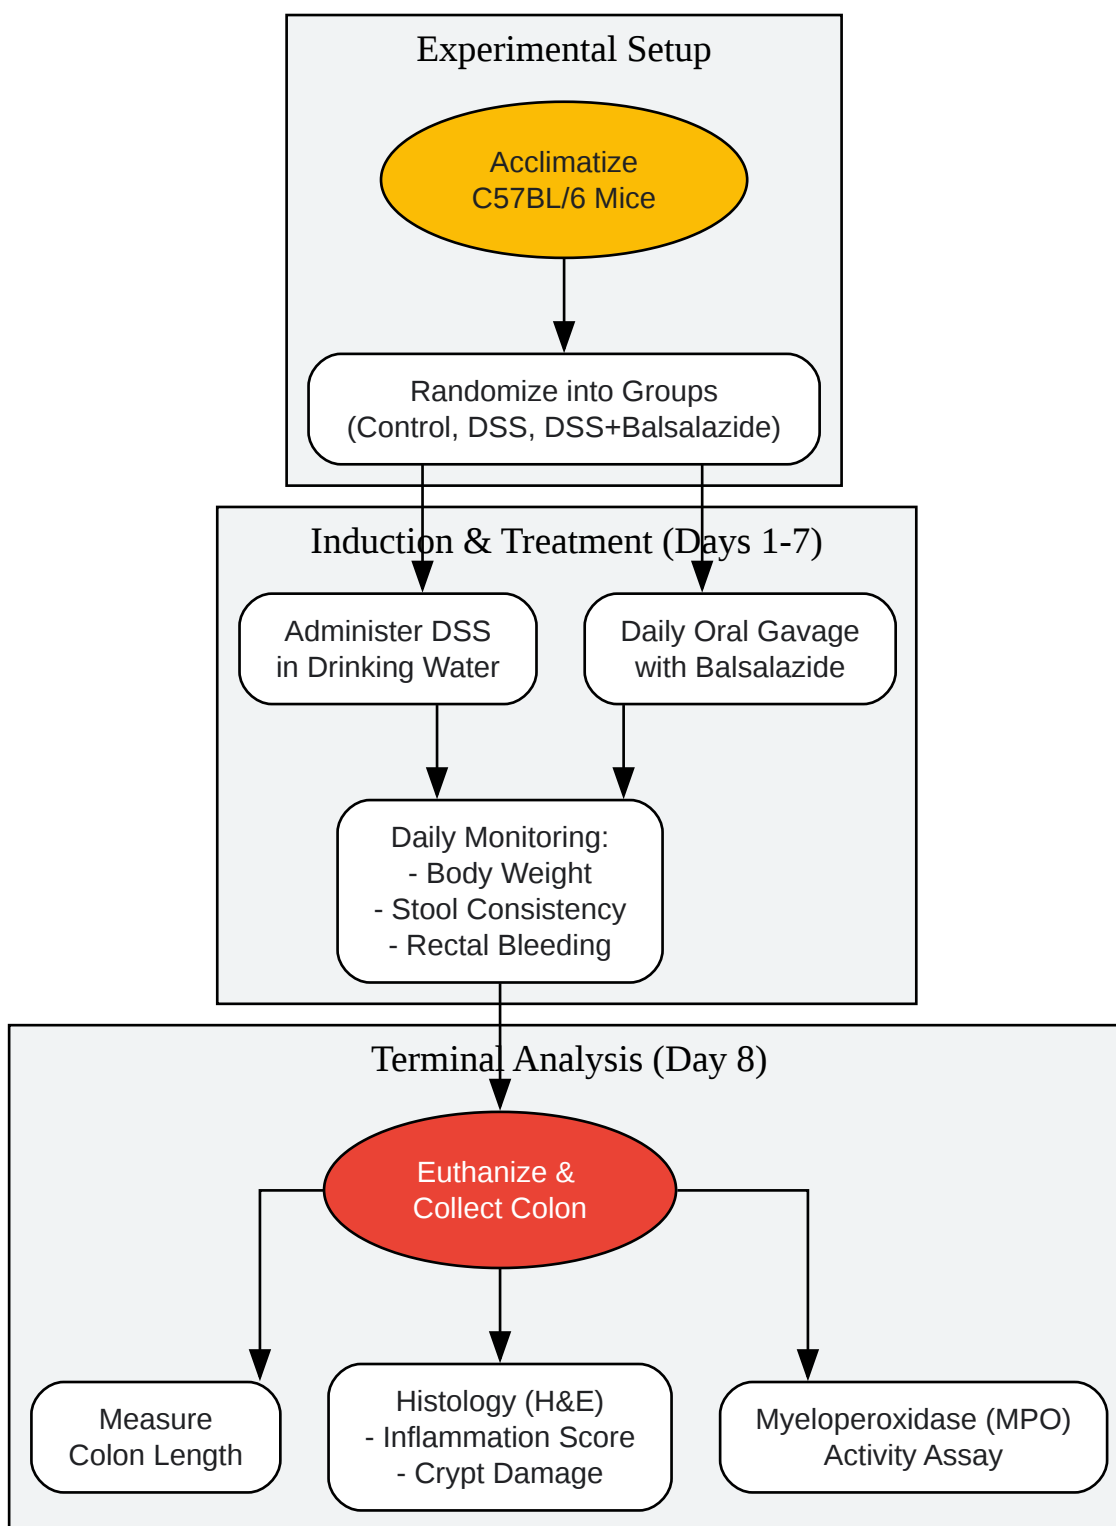 Experimental Setup
Acclimatize
C57BL/6 Mice
Randomize into Groups
(Control, DSS, DSS+Balsalazide)
Induction & Treatment (Days 1-7)
Administer DSS
in Drinking Water
Daily Oral Gavage
with Balsalazide
Daily Monitoring:
- Body Weight
- Stool Consistency
- Rectal Bleeding
Terminal Analysis (Day 8)
Euthanize &
Collect Colon
Measure
Colon Length
Histology (H&E)
- Inflammation Score
- Crypt Damage
Myeloperoxidase (MPO)
Activity Assay